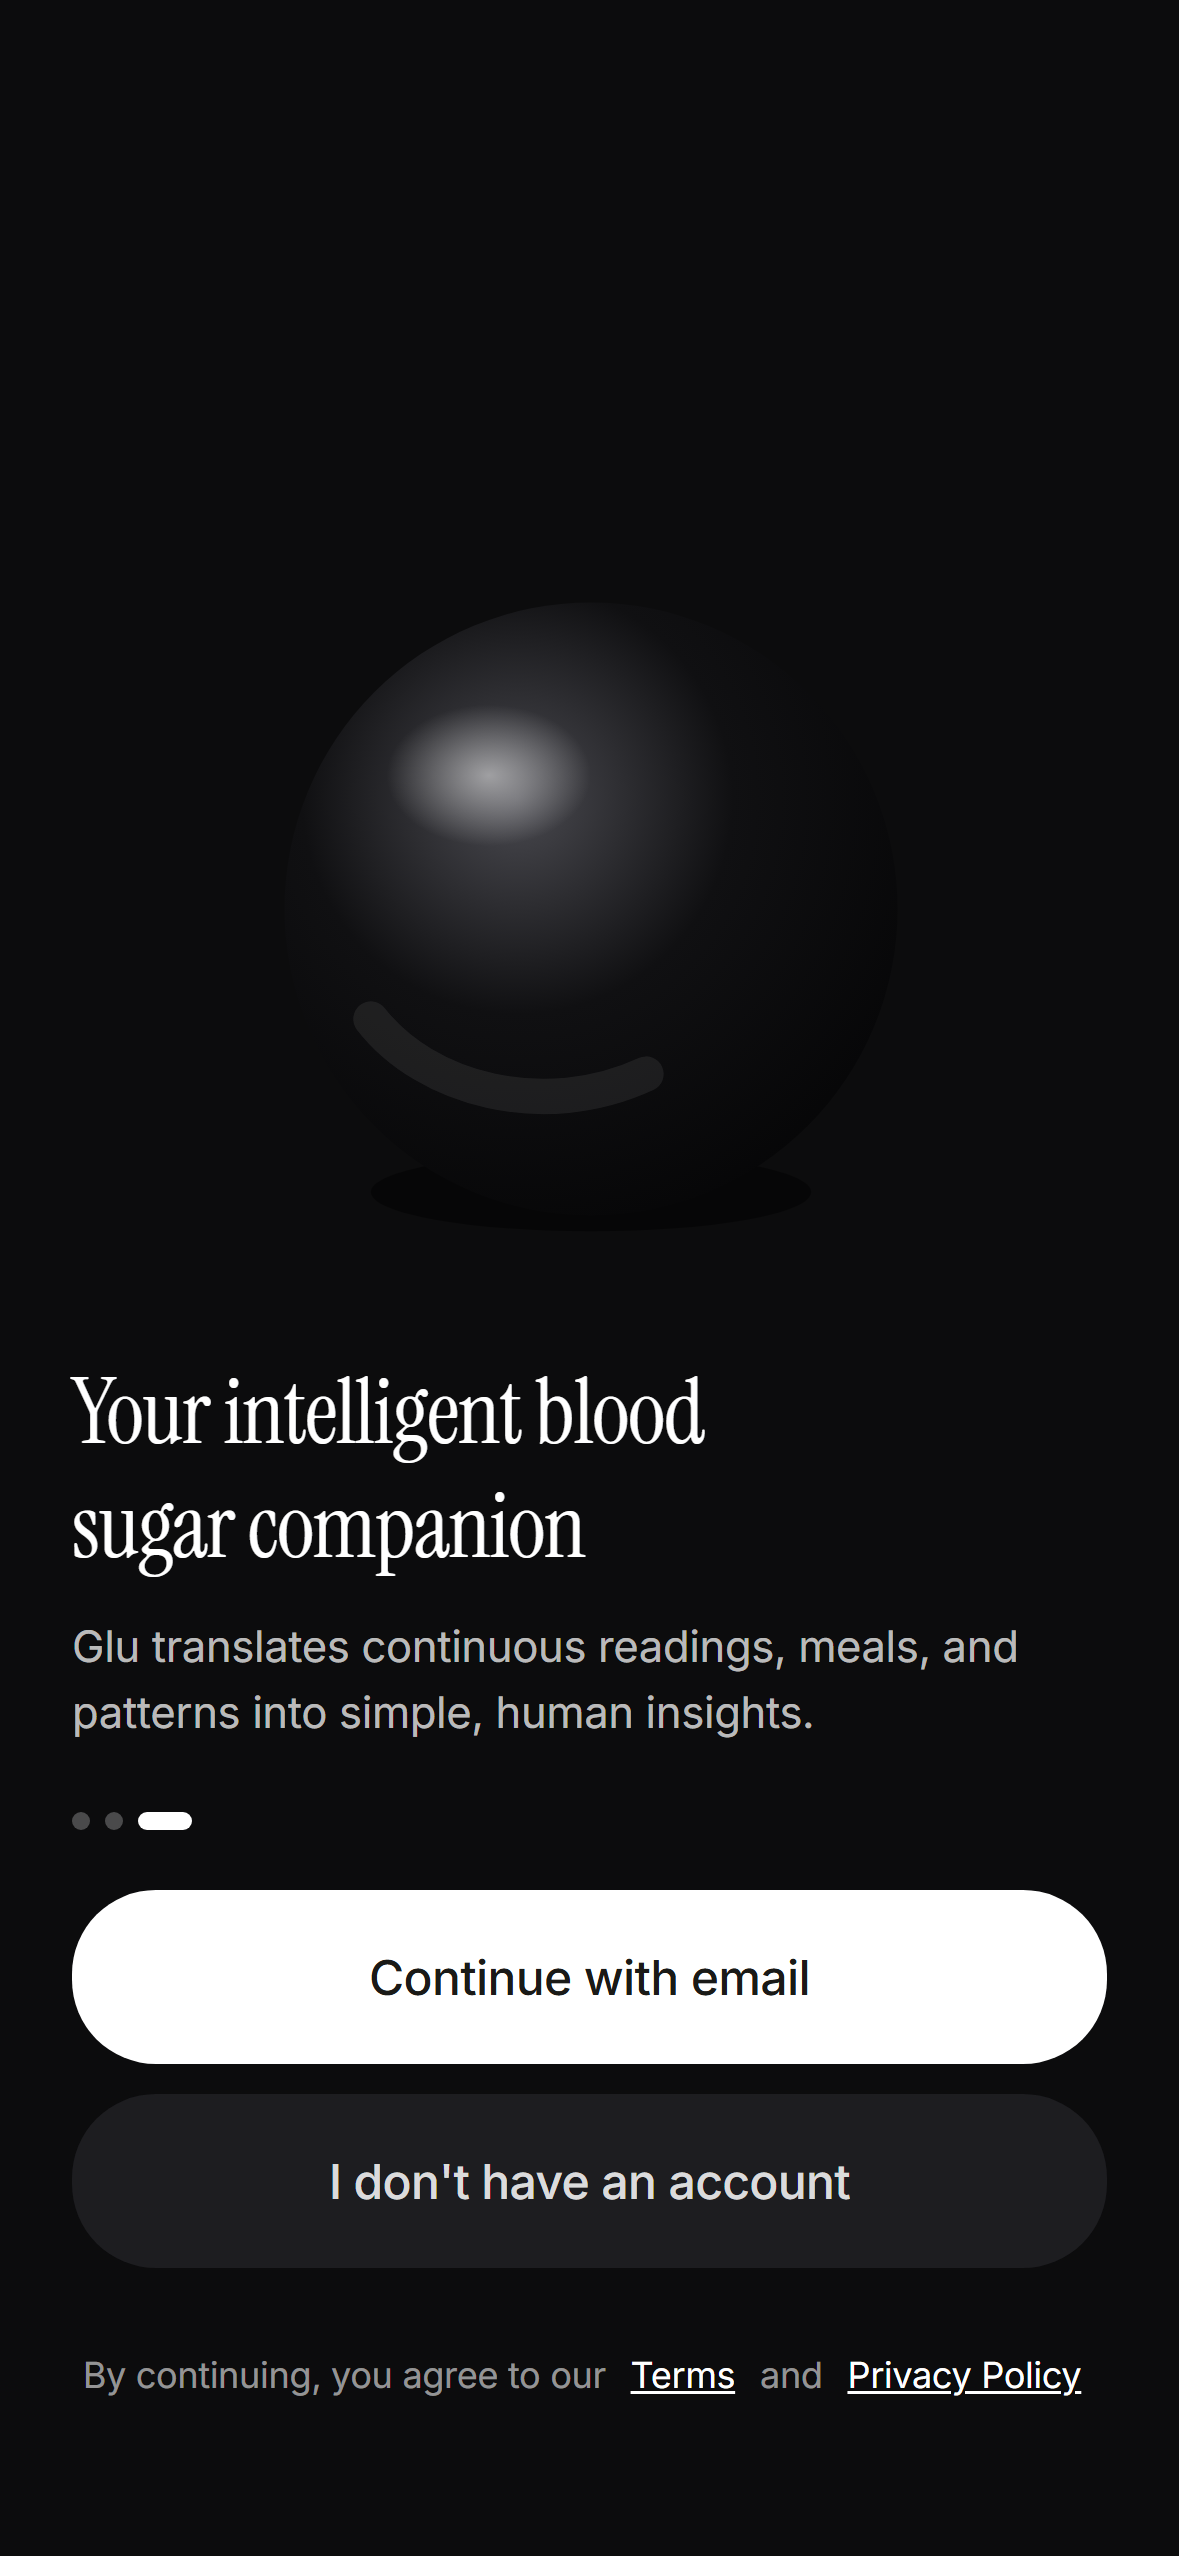 Your intelligent blood
sugar companion
Glu translates continuous readings, meals, and
patterns into simple, human insights.
Continue with email
I don't have an account
By continuing, you agree to our Terms and Privacy Policy